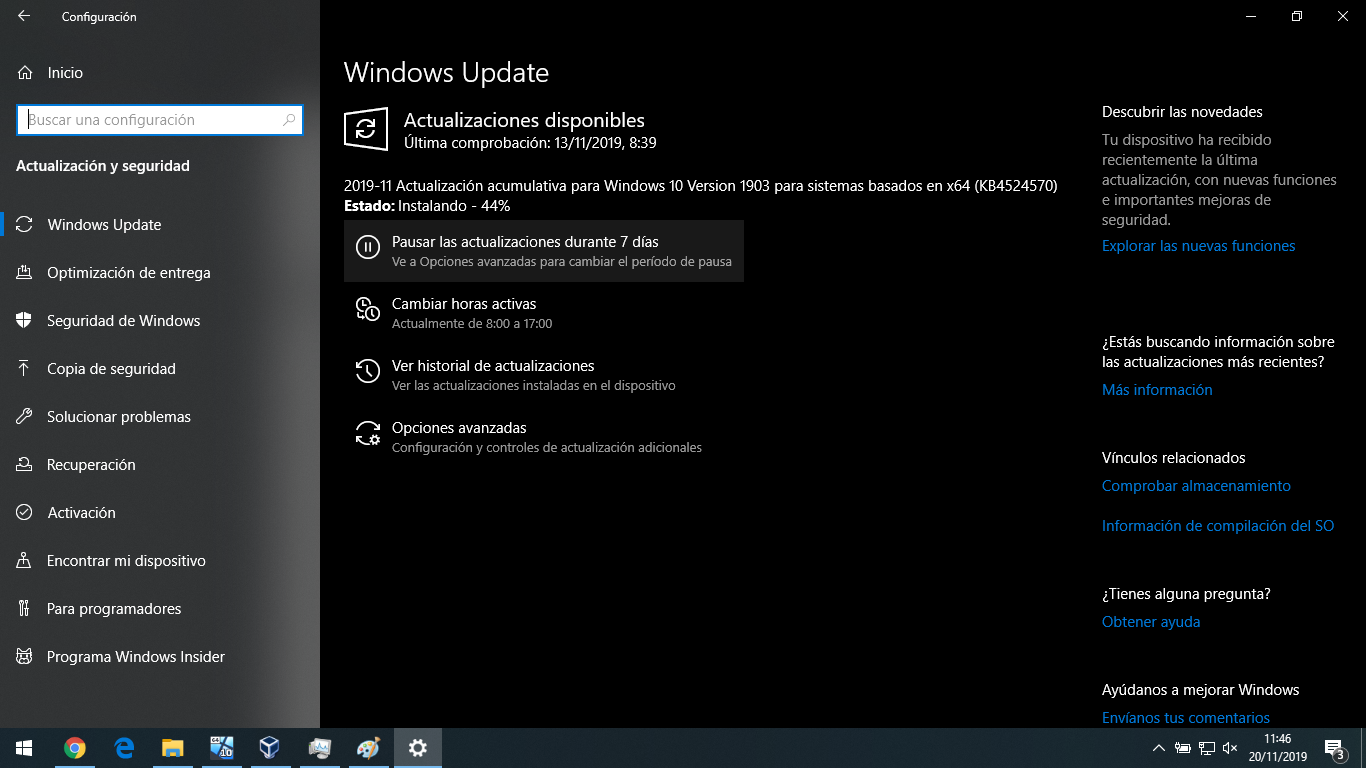 Configuración
Inicio
Buscar una configuración
Actualización y seguridad
Windows Update
Optimización de entrega
Seguridad de Windows
Copia de seguridad
Solucionar problemas
Recuperación
Activación
Encontrar mi dispositivo
Para programadores
Programa Windows Insider
Windows Update
Actualizaciones disponibles
Última comprobación: 13/11/2019, 8:39
2019-11 Actualización acumulativa para Windows 10 Version 1903 para sistemas basados en x64 (KB4524570)
Estado: Instalando - 44%
Pausar las actualizaciones durante 7 días
Ve a Opciones avanzadas para cambiar el período de pausa
Cambiar horas activas
Actualmente de 8:00 a 17:00
Ver historial de actualizaciones
Ver las actualizaciones instaladas en el dispositivo
Opciones avanzadas
Configuración y controles de actualización adicionales
Descubrir las novedades
Tu dispositivo ha recibido
recientemente la última
actualización, con nuevas funciones
e importantes mejoras de
seguridad.
Explorar las nuevas funciones
¿Estás buscando información sobre
las actualizaciones más recientes?
Más información
Vínculos relacionados
Comprobar almacenamiento
Información de compilación del SO
¿Tienes alguna pregunta?
Obtener ayuda
Ayúdanos a mejorar Windows
Envíanos tus comentarios
64
10
11:46
20/11/2019
3